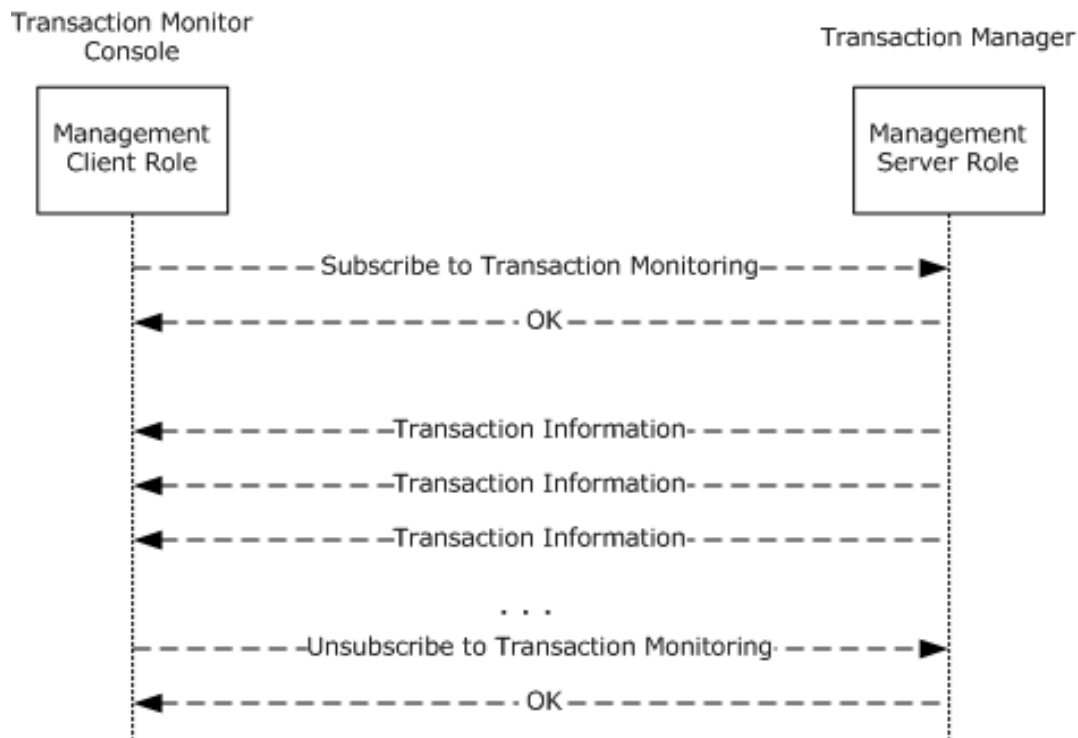 Transaction Monitor
Console
Transaction Manager
Management
Client Role
Management
Server Role
Subscribe to Transaction Monitoring
OK
Transaction Information
Transaction Information
Transaction Information
. . .
Unsubscribe to Transaction Monitoring
OK